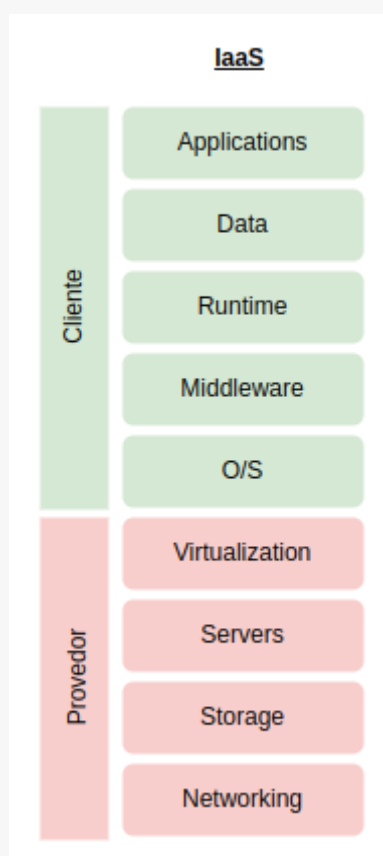 IaaS
Cliente
Applications
Data
Runtime
Middleware
O/S
Provedor
Virtualization
Servers
Storage
Networking